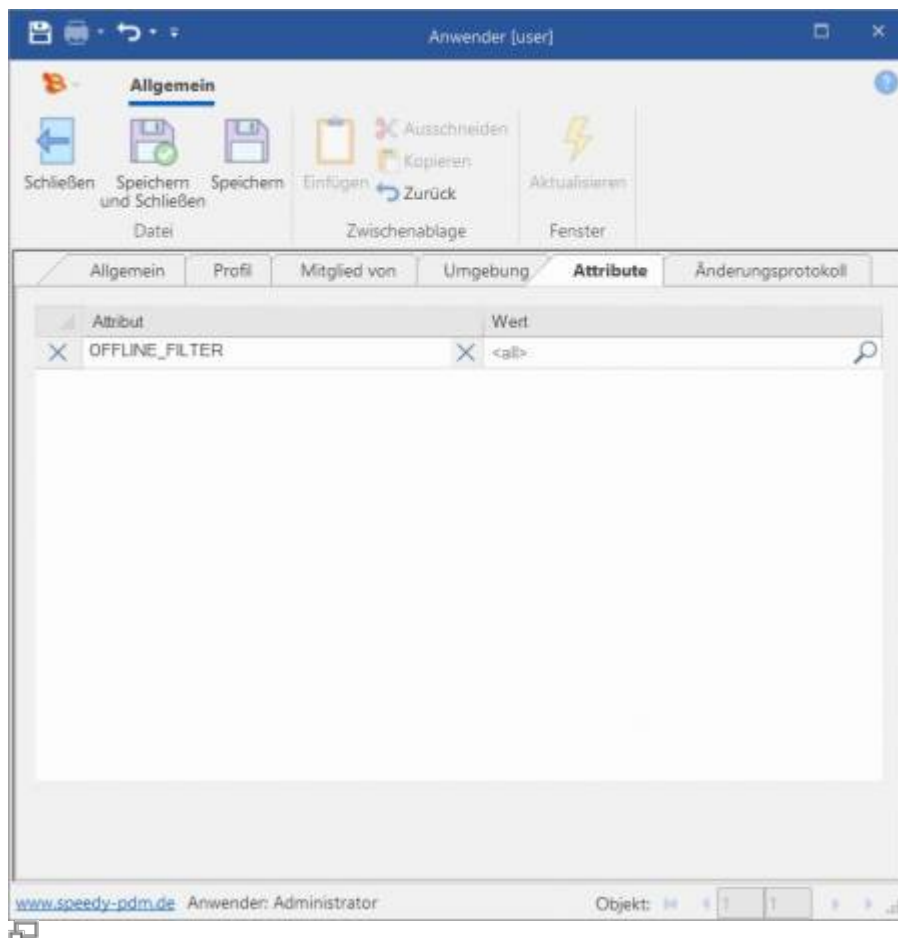 Anwender [user]
Allgemein
Schließen
Speichern und Schließen
Speichern
Einfügen
Ausschneiden
Kopieren
Zurück
Aktualisieren
Datei
Zwischenablage
Fenster
Allgemein Profil Mitglied von Umgebung Attribute Änderungsprotokoll
Attribut Wert
OFFLINE_FILTER <all>
www.speedy-pdm.de Anwender: Administrator Objekt: 1 1